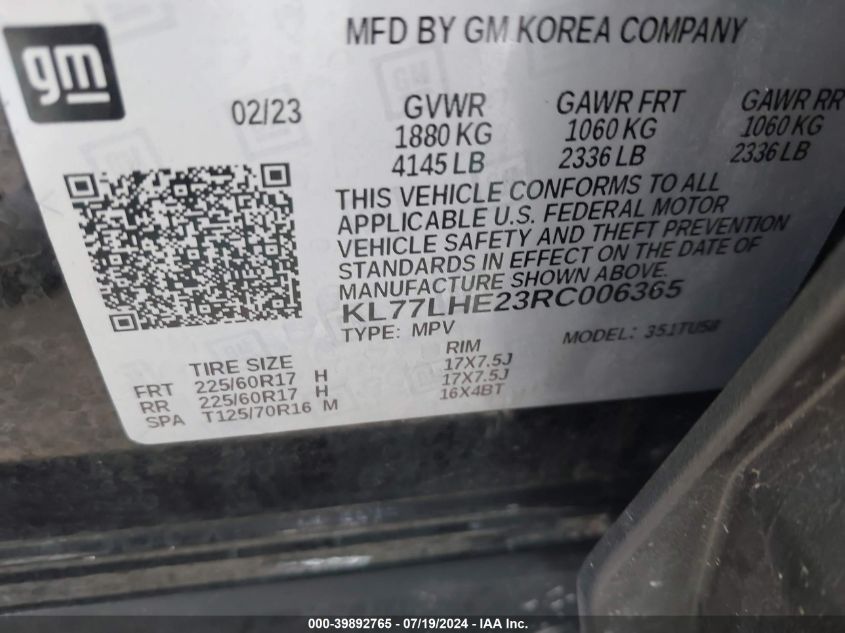 gm
MFD BY GM KOREA COMPANY
02/23 GVWR GAWR FRT GAWR RR
1880 KG 1060 KG 1060 KG
4145 LB 2336 LB 2336 LB
THIS VEHICLE CONFORMS TO ALL
APPLICABLE U.S. FEDERAL MOTOR
VEHICLE SAFETY AND THEFT PREVENTION
STANDARDS IN EFFECT ON THE DATE OF
MANUFACTURE SHOWN ABOVE.
KL77LHE23RC006365
TYPE: MPV MODEL: 351TU58
TIRE SIZE RIM
FRT 225/60R17 H 17X7.5J
RR 225/60R17 H 17X7.5J
SPA T125/70R16 M 16X4BT
000-39892765 - 07/19/2024 - IAA Inc.